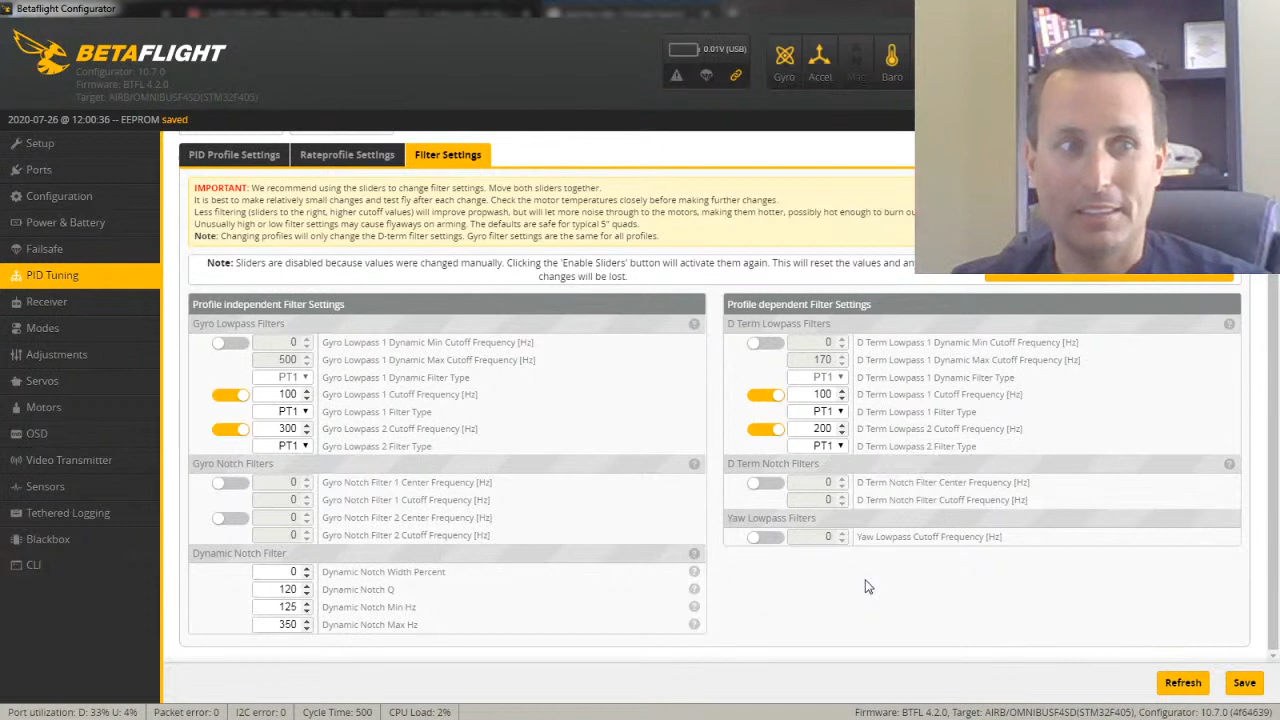 Betaflight Configurator
BETAFLIGHT
Configurator: 10.7.0
Firmware: BTFL 4.2.0
Target: AIRB/OMNIBUSF4SD(STM32F405)
0.01V (USB)
Gyro Accel Mag Baro
2020-07-26 @ 12:00:36 -- EEPROM saved
Setup
Ports
Configuration
Power & Battery
Failsafe
PID Tuning
Receiver
Modes
Adjustments
Servos
Motors
OSD
Video Transmitter
Sensors
Tethered Logging
Blackbox
CLI
PID Profile Settings Rateprofile Settings Filter Settings
IMPORTANT: We recommend using the sliders to change filter settings. Move both sliders together.
It is best to make relatively small changes and test fly after each change. Check the motor temperatures closely before making further changes.
Less filtering (sliders to the right, higher cutoff values) will improve propwash, but will let more noise through to the motors, making them hotter, possibly hot enough to burn ou
Unusually high or low filter settings may cause flyaways on arming. The defaults are safe for typical 5" quads.
Note: Changing profiles will only change the D-term filter settings. Gyro filter settings are the same for all profiles.
Note: Sliders are disabled because values were changed manually. Clicking the 'Enable Sliders' button will activate them again. This will reset the values and an
changes will be lost.
Profile independent Filter Settings
Gyro Lowpass Filters
0 Gyro Lowpass 1 Dynamic Min Cutoff Frequency [Hz]
500 Gyro Lowpass 1 Dynamic Max Cutoff Frequency [Hz]
PT1 Gyro Lowpass 1 Dynamic Filter Type
100 Gyro Lowpass 1 Cutoff Frequency [Hz]
PT1 Gyro Lowpass 1 Filter Type
300 Gyro Lowpass 2 Cutoff Frequency [Hz]
PT1 Gyro Lowpass 2 Filter Type
Gyro Notch Filters
0 Gyro Notch Filter 1 Center Frequency [Hz]
0 Gyro Notch Filter 1 Cutoff Frequency [Hz]
0 Gyro Notch Filter 2 Center Frequency [Hz]
0 Gyro Notch Filter 2 Cutoff Frequency [Hz]
Dynamic Notch Filter
0 Dynamic Notch Width Percent
120 Dynamic Notch Q
125 Dynamic Notch Min Hz
350 Dynamic Notch Max Hz
Profile dependent Filter Settings
D Term Lowpass Filters
0 D Term Lowpass 1 Dynamic Min Cutoff Frequency [Hz]
170 D Term Lowpass 1 Dynamic Max Cutoff Frequency [Hz]
PT1 D Term Lowpass 1 Dynamic Filter Type
100 D Term Lowpass 1 Cutoff Frequency [Hz]
PT1 D Term Lowpass 1 Filter Type
200 D Term Lowpass 2 Cutoff Frequency [Hz]
PT1 D Term Lowpass 2 Filter Type
D Term Notch Filters
0 D Term Notch Filter Center Frequency [Hz]
0 D Term Notch Filter Cutoff Frequency [Hz]
Yaw Lowpass Filters
0 Yaw Lowpass Cutoff Frequency [Hz]
Refresh Save
Port utilization: D: 33% U: 4% Packet error: 0 I2C error: 0 Cycle Time: 500 CPU Load: 2% Firmware: BTFL 4.2.0, Target: AIRB/OMNIBUSF4SD(STM32F405), Configurator: 10.7.0 (4f64639)